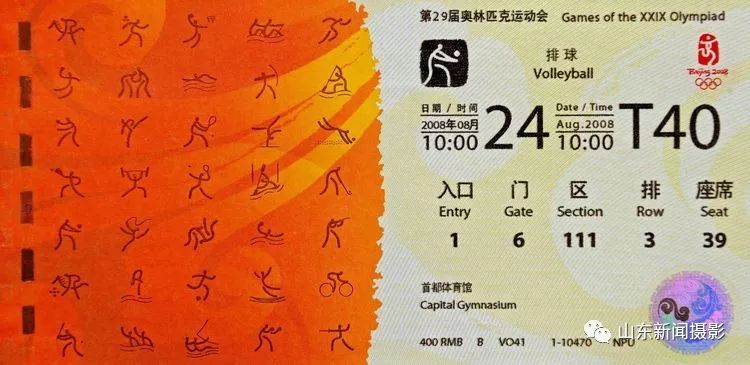 第29届奥林匹克运动会 Games of the XXIX Olympiad
排球
Volleyball
Beijing 2008
日期 / 时间
2008年08月
10:00
24
Date / Time
Aug.2008
10:00
T40
入口 门 区 排 座席
Entry Gate Section Row Seat
1 6 111 3 39
首都体育馆
Capital Gymnasium
400 RMB B VO41 1-10470 NPU
山东新闻摄影